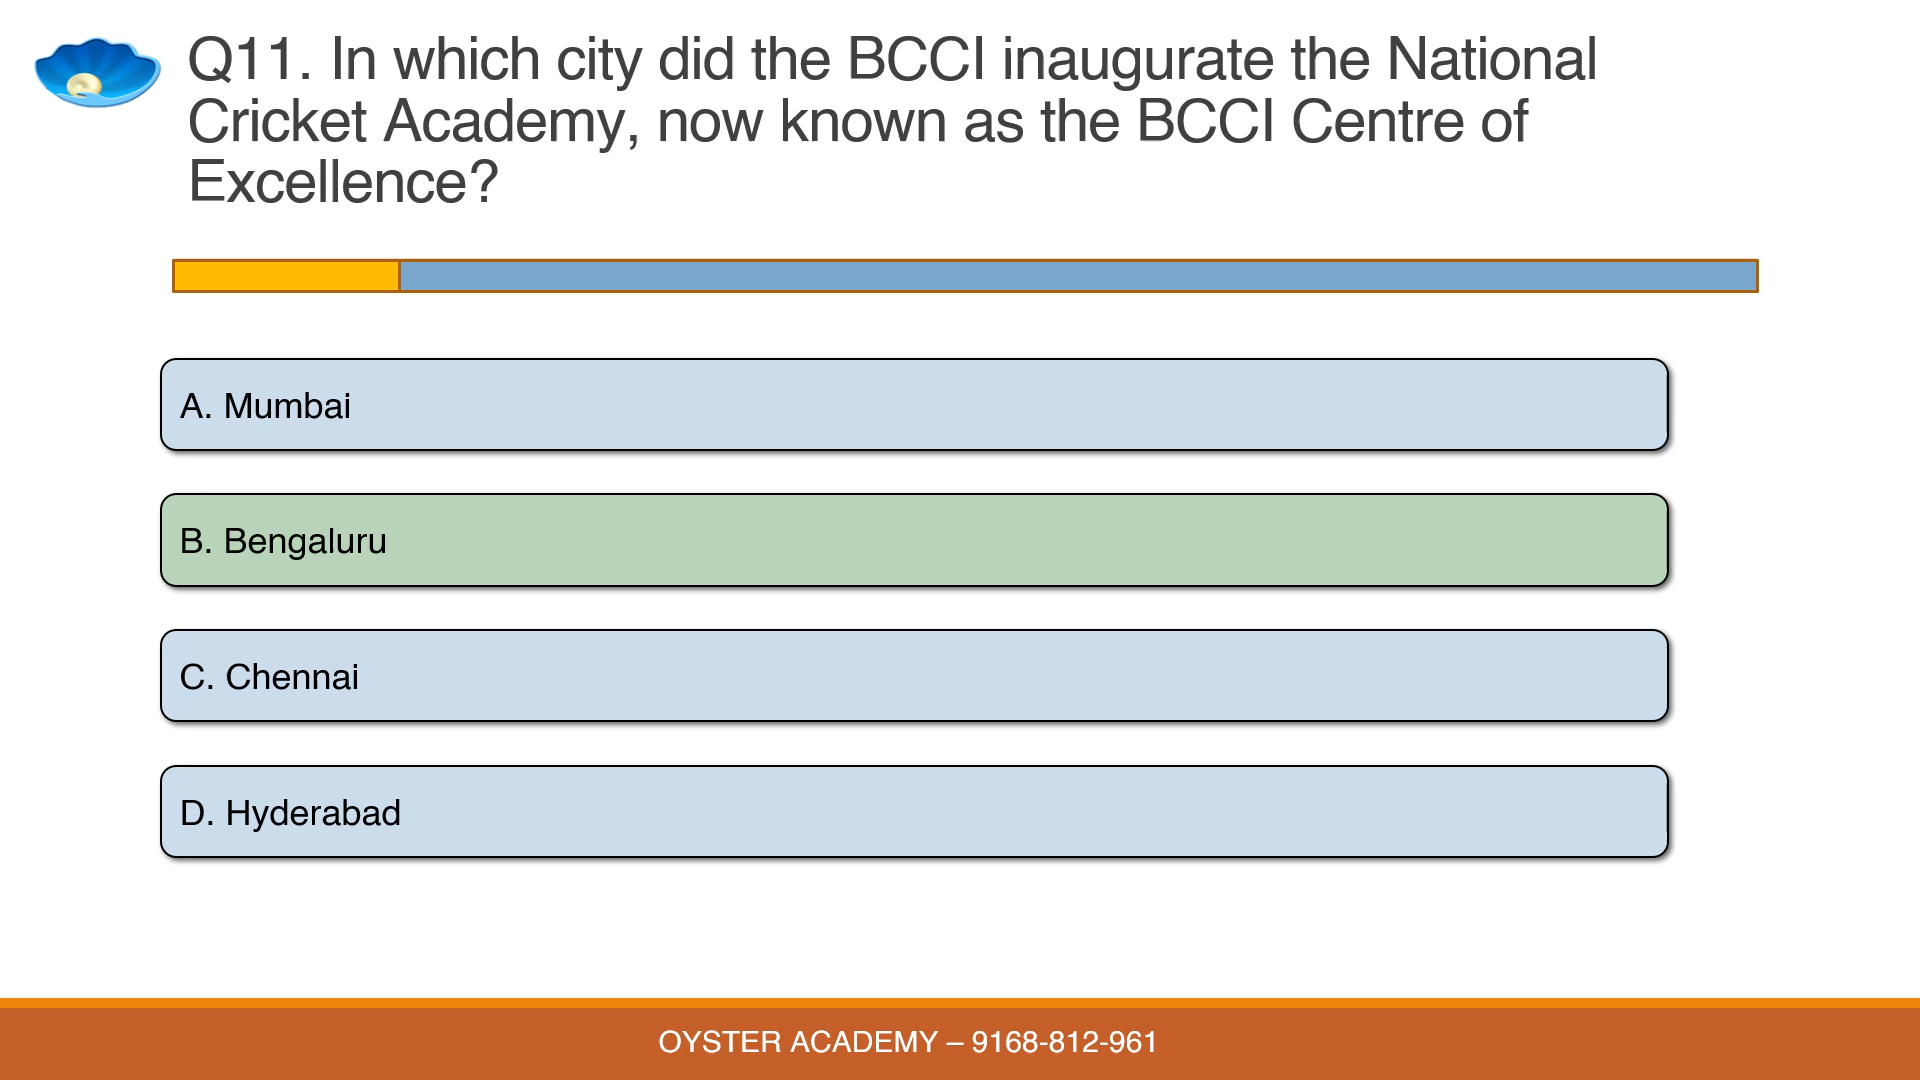 Q11. In which city did the BCCI inaugurate the National
Cricket Academy, now known as the BCCI Centre of
Excellence?
A. Mumbai
B. Bengaluru
C. Chennai
D. Hyderabad
OYSTER ACADEMY – 9168-812-961